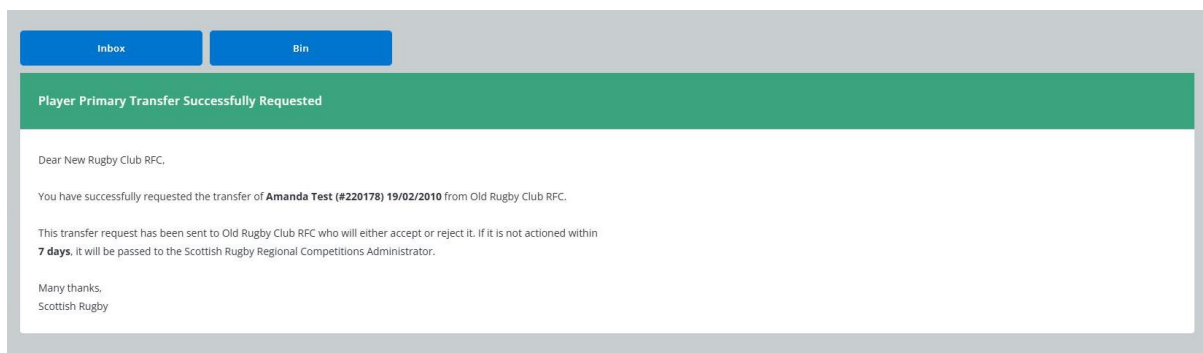 Inbox
Bin
Player Primary Transfer Successfully Requested
Dear New Rugby Club RFC,
You have successfully requested the transfer of Amanda Test (#220178) 19/02/2010 from Old Rugby Club RFC.
This transfer request has been sent to Old Rugby Club RFC who will either accept or reject it. If it is not actioned within
7 days, it will be passed to the Scottish Rugby Regional Competitions Administrator.
Many thanks,
Scottish Rugby